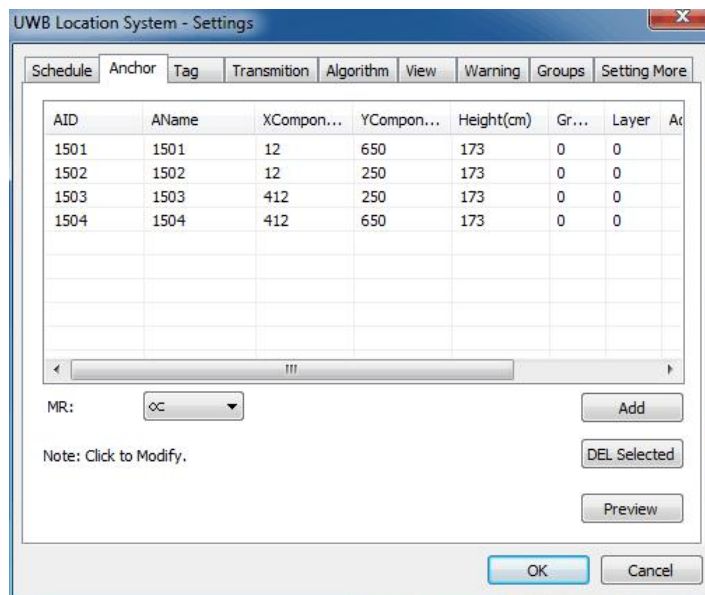 UWB Location System - Settings
Schedule Anchor Tag Transmition Algorithm View Warning Groups Setting More
AID AName XCompon... YCompon... Height(cm) Gr... Layer Ac
1501 1501 12 650 173 0 0
1502 1502 12 250 173 0 0
1503 1503 412 250 173 0 0
1504 1504 412 650 173 0 0
MR: ∝ Add
Note: Click to Modify. DEL Selected
Preview
OK Cancel